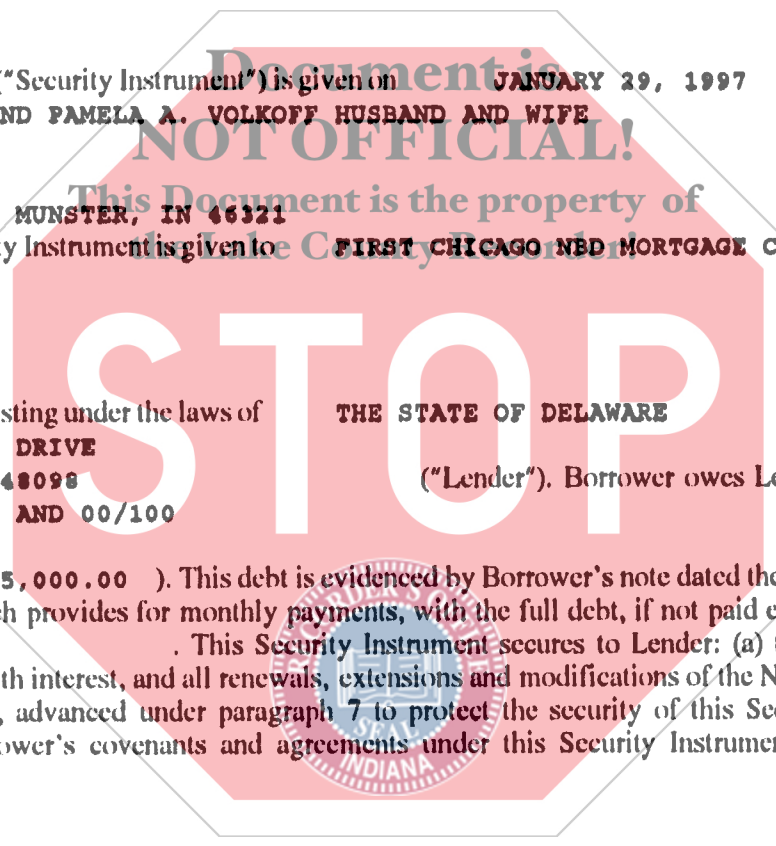 Document is
("Security Instrument") is given on JANUARY 29, 1997
ND PAMELA A. VOLKOFF HUSBAND AND WIFE
NOT OFFICIAL!
This Document is the property of
MUNSTER, IN 46321
y Instrument is given to FIRST CHICAGO NBD MORTGAGE C
the Lake County Recorder!
STOP
sting under the laws of THE STATE OF DELAWARE
DRIVE
48098 ("Lender"). Borrower owes Le
AND 00/100
5,000.00 ). This debt is evidenced by Borrower's note dated the
ch provides for monthly payments, with the full debt, if not paid e
. This Security Instrument secures to Lender: (a)
th interest, and all renewals, extensions and modifications of the N
, advanced under paragraph 7 to protect the security of this Sec
ower's covenants and agreements under this Security Instrumen
RECORDER'S OFFICE
SEAL
INDIANA